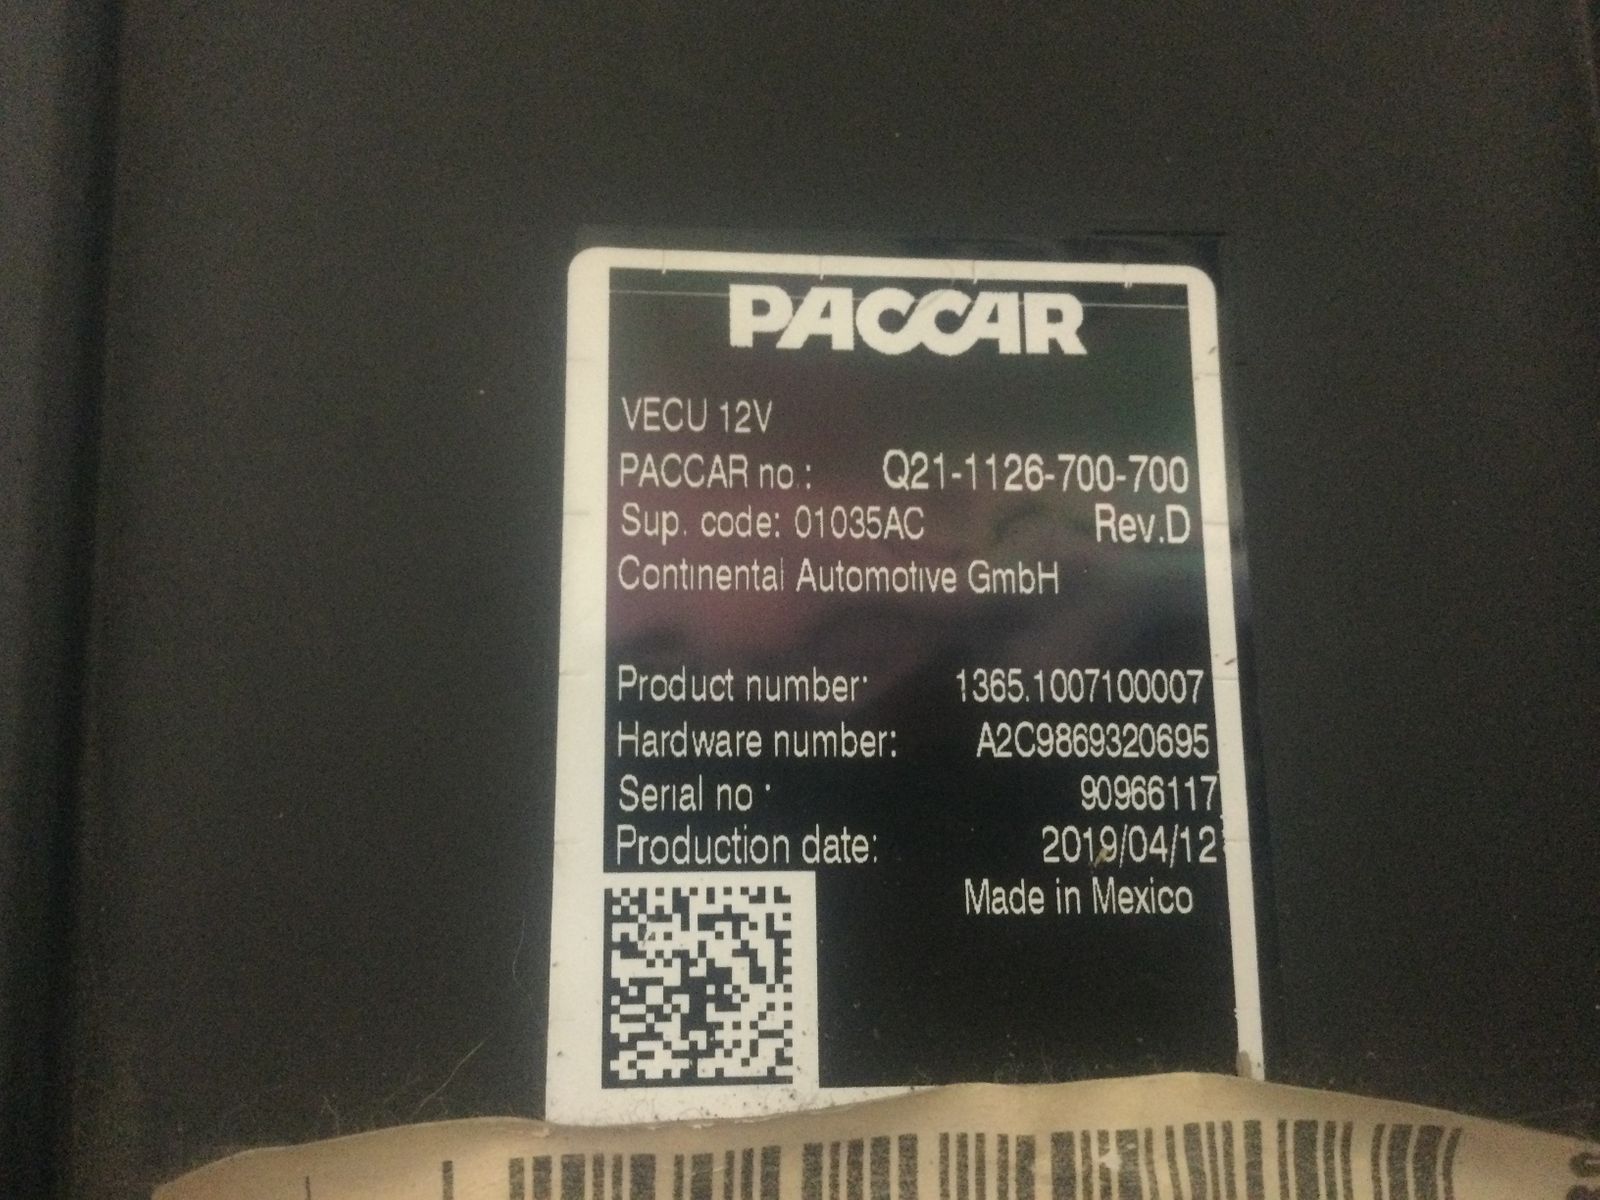 PACCAR
VECU 12V
PACCAR no.: Q21-1126-700-700
Sup. code: 01035AC Rev.D
Continental Automotive GmbH
Product number: 1365.1007100007
Hardware number: A2C9869320695
Serial no.: 90966117
Production date: 2019/04/12
Made in Mexico